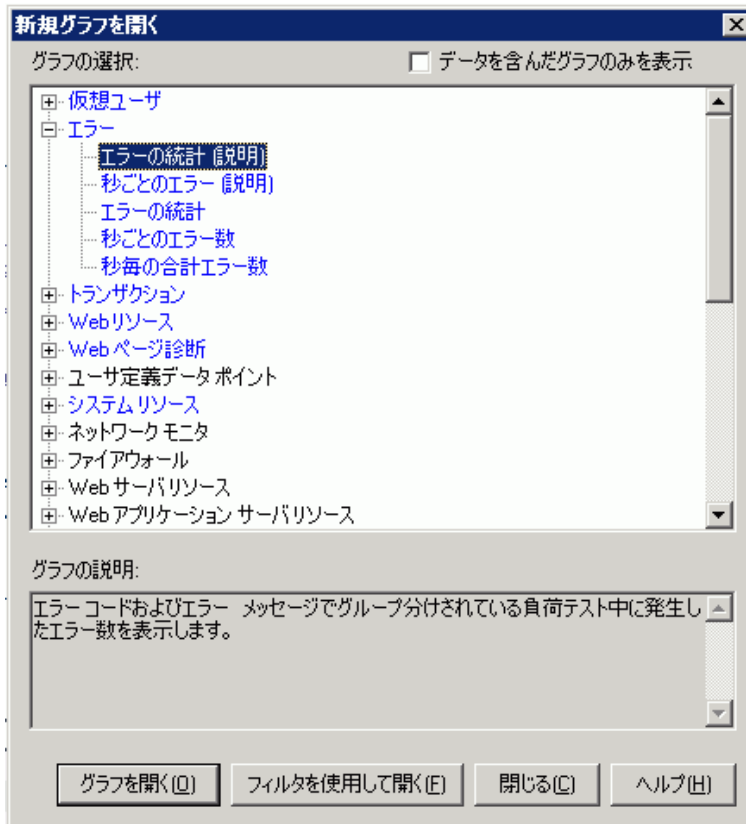 新規グラフを開く
グラフの選択:
データを含んだグラフのみを表示
仮想ユーザ
エラー
エラーの統計 (説明)
秒ごとのエラー (説明)
エラーの統計
秒ごとのエラー数
秒毎の合計エラー数
トランザクション
Webリソース
Webページ診断
ユーザ定義データポイント
システムリソース
ネットワークモニタ
ファイアウォール
Webサーバリソース
Webアプリケーションサーバリソース
グラフの説明:
エラーコードおよびエラー メッセージでグループ分けされている負荷テスト中に発生し
たエラー数を表示します。
グラフを開く(O)
フィルタを使用して開く(F)
閉じる(C)
ヘルプ(H)